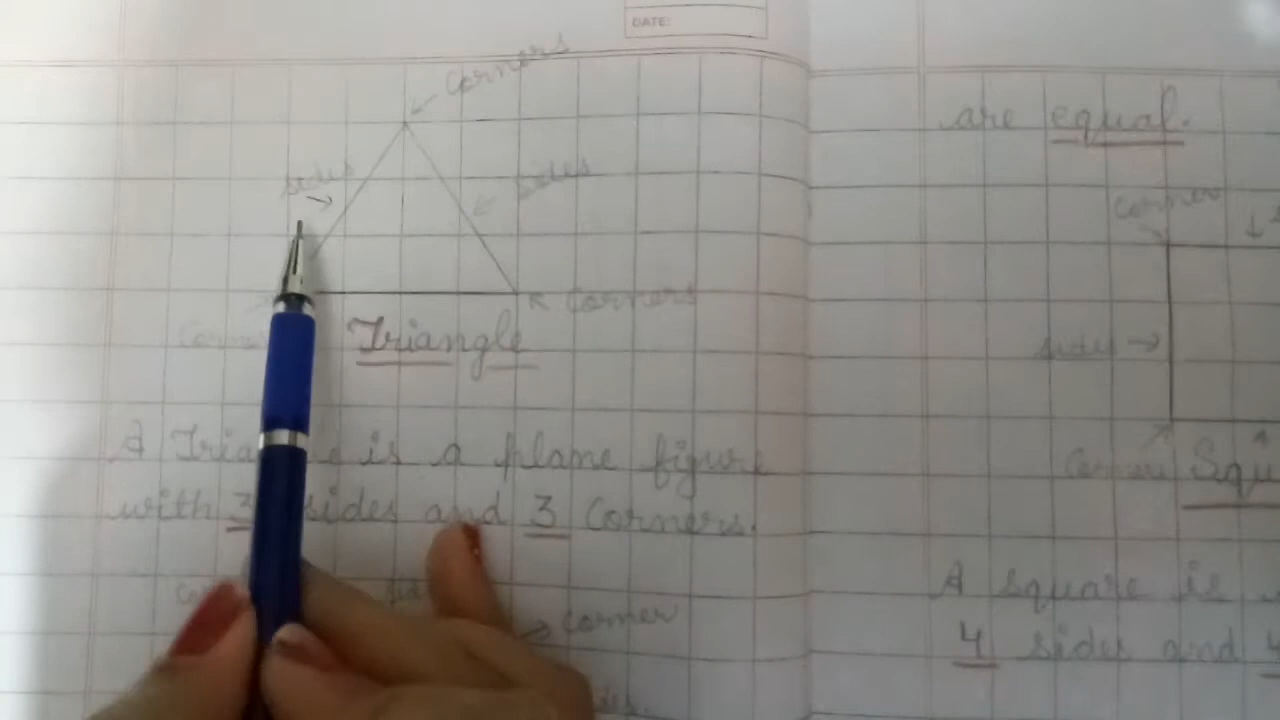 DATE:
Corners
sides
sides
Corners
Triangle
A is a plane figure
with 3 sides and 3 Corners.
Corner
are equal.
Corner
sides
Corner
A square is
4 sides and